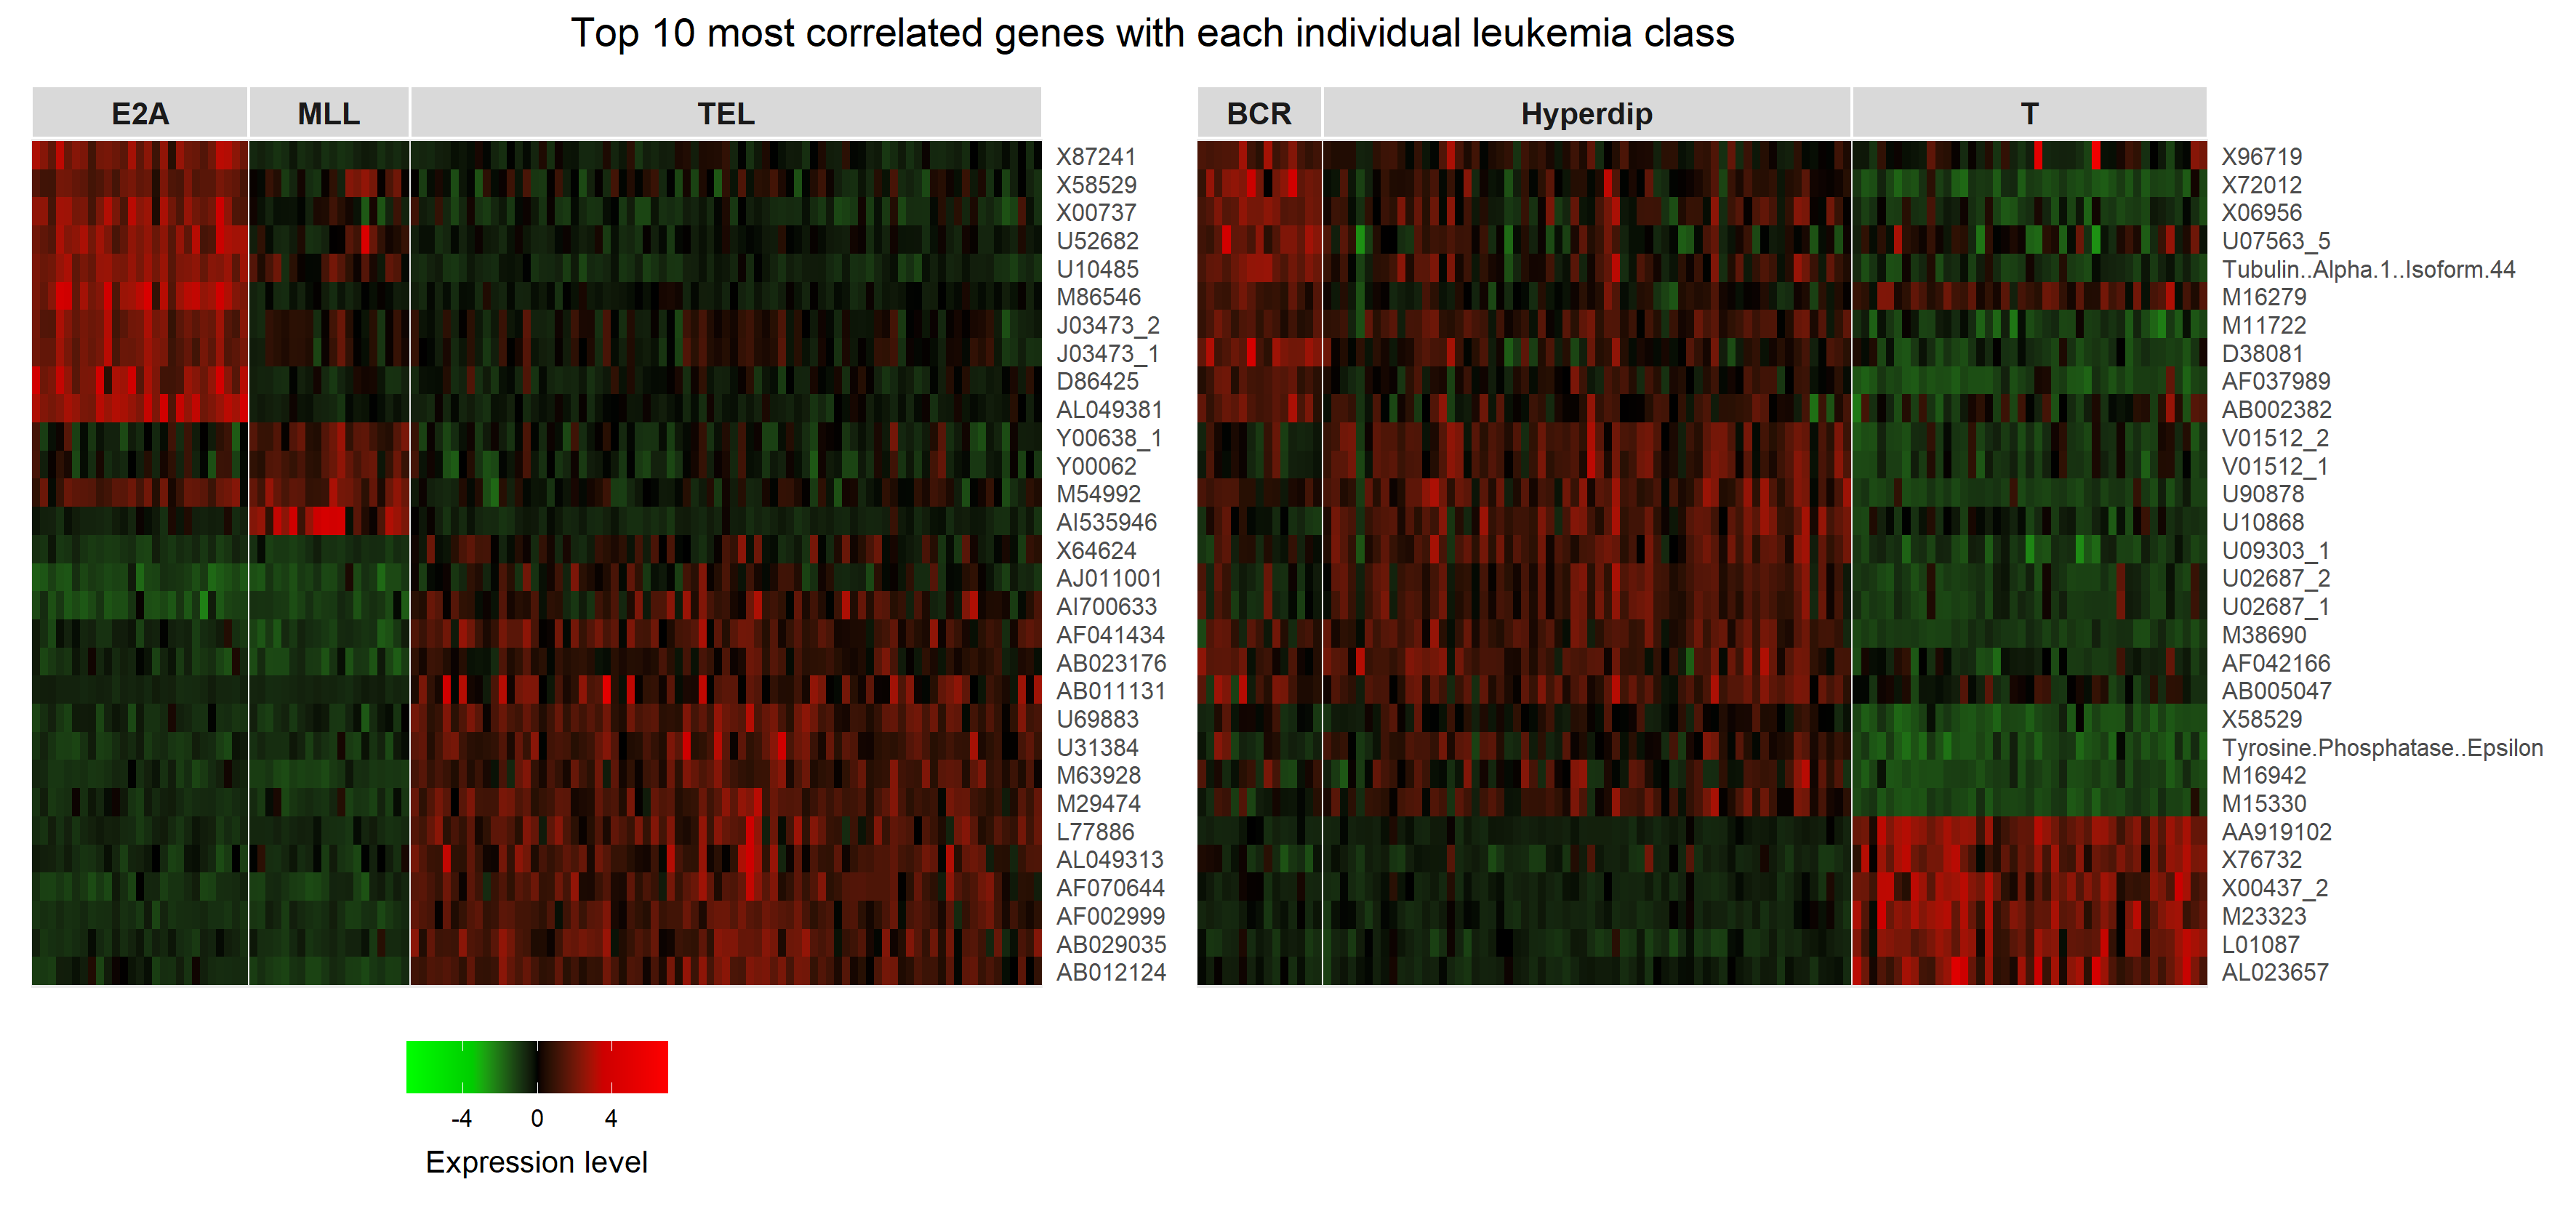 Top 10 most correlated genes with each individual leukemia class
E2A
MLL
TEL
X87241
X58529
X00737
U52682
U10485
M86546
J03473_2
J03473_1
D86425
AL049381
Y00638_1
Y00062
M54992
AI535946
X64624
AJ011001
AI700633
AF041434
AB023176
AB011131
U69883
U31384
M63928
M29474
L77886
AL049313
AF070644
AF002999
AB029035
AB012124
BCR
Hyperdip
T
X96719
X72012
X06956
U07563_5
Tubulin..Alpha.1..Isoform.44
M16279
M11722
D38081
AF037989
AB002382
V01512_2
V01512_1
U90878
U10868
U09303_1
U02687_2
U02687_1
M38690
AF042166
AB005047
X58529
Tyrosine.Phosphatase..Epsilon
M16942
M15330
AA919102
X76732
X00437_2
M23323
L01087
AL023657
-4 0 4
Expression level